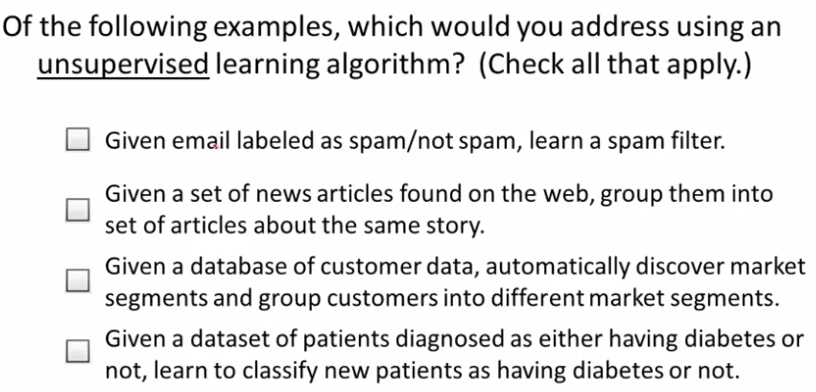 Of the following examples, which would you address using an
unsupervised learning algorithm? (Check all that apply.)
Given email labeled as spam/not spam, learn a spam filter.
Given a set of news articles found on the web, group them into
set of articles about the same story.
Given a database of customer data, automatically discover market
segments and group customers into different market segments.
Given a dataset of patients diagnosed as either having diabetes or
not, learn to classify new patients as having diabetes or not.